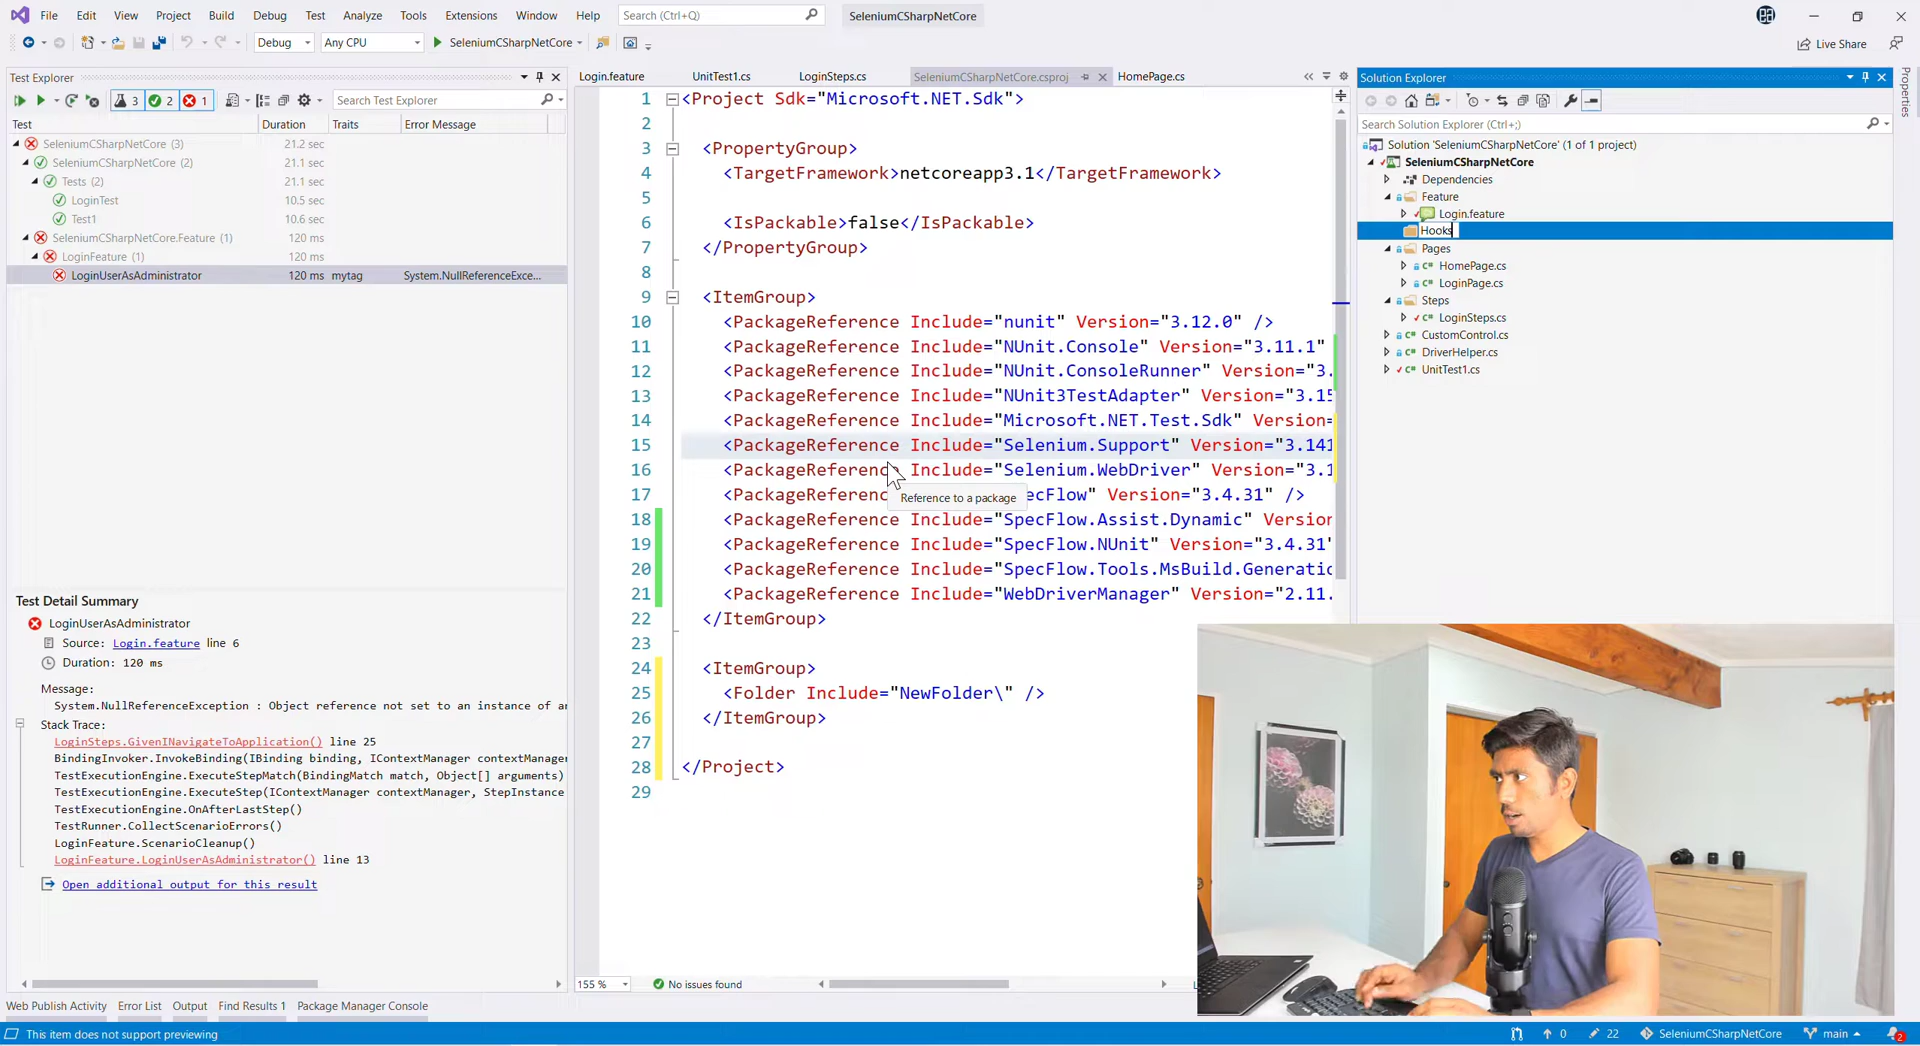 File Edit View Project Build Debug Test Analyze Tools Extensions Window Help Search (Ctrl+Q) SeleniumCSharpNetCore
Debug Any CPU SeleniumCSharpNetCore Live Share
Test Explorer
3 2 1 Search Test Explorer
Test Duration Traits Error Message
SeleniumCSharpNetCore (3) 21.2 sec
SeleniumCSharpNetCore (2) 21.1 sec
Tests (2) 21.1 sec
LoginTest 10.5 sec
Test1 10.6 sec
SeleniumCSharpNetCore.Feature (1) 120 ms
LoginFeature (1) 120 ms
LoginUserAsAdministrator 120 ms mytag System.NullReferenceExce...
Test Detail Summary
LoginUserAsAdministrator
Source: Login.feature line 6
Duration: 120 ms
Message:
System.NullReferenceException : Object reference not set to an instance of an
Stack Trace:
LoginSteps.GivenINavigateToApplication() line 25
BindingInvoker.InvokeBinding(IBinding binding, IContextManager contextManager,
TestExecutionEngine.ExecuteStepMatch(BindingMatch match, Object[] arguments)
TestExecutionEngine.ExecuteStep(IContextManager contextManager, StepInstance
TestExecutionEngine.OnAfterLastStep()
TestRunner.CollectScenarioErrors()
LoginFeature.ScenarioCleanup()
LoginFeature.LoginUserAsAdministrator() line 13
Open additional output for this result
Login.feature UnitTest1.cs LoginSteps.cs SeleniumCSharpNetCore.csproj HomePage.cs
1 <Project Sdk="Microsoft.NET.Sdk">
2
3 <PropertyGroup>
4 <TargetFramework>netcoreapp3.1</TargetFramework>
5
6 <IsPackable>false</IsPackable>
7 </PropertyGroup>
8
9 <ItemGroup>
10 <PackageReference Include="nunit" Version="3.12.0" />
11 <PackageReference Include="NUnit.Console" Version="3.11.1"
12 <PackageReference Include="NUnit.ConsoleRunner" Version="3.
13 <PackageReference Include="NUnit3TestAdapter" Version="3.15
14 <PackageReference Include="Microsoft.NET.Test.Sdk" Version=
15 <PackageReference Include="Selenium.Support" Version="3.141
16 <PackageReference Include="Selenium.WebDriver" Version="3.1
17 <PackageReference ecFlow" Version="3.4.31" />
Reference to a package
18 <PackageReference Include="SpecFlow.Assist.Dynamic" Version
19 <PackageReference Include="SpecFlow.NUnit" Version="3.4.31"
20 <PackageReference Include="SpecFlow.Tools.MsBuild.Generatio
21 <PackageReference Include="WebDriverManager" Version="2.11.
22 </ItemGroup>
23
24 <ItemGroup>
25 <Folder Include="NewFolder\" />
26 </ItemGroup>
27
28 </Project>
29
155 % No issues found
Solution Explorer
Search Solution Explorer (Ctrl+;)
Solution 'SeleniumCSharpNetCore' (1 of 1 project)
SeleniumCSharpNetCore
Dependencies
Feature
Login.feature
Hooks
Pages
HomePage.cs
LoginPage.cs
Steps
LoginSteps.cs
CustomControl.cs
DriverHelper.cs
UnitTest1.cs
Properties
Web Publish Activity Error List Output Find Results 1 Package Manager Console
This item does not support previewing 0 22 SeleniumCSharpNetCore main 2